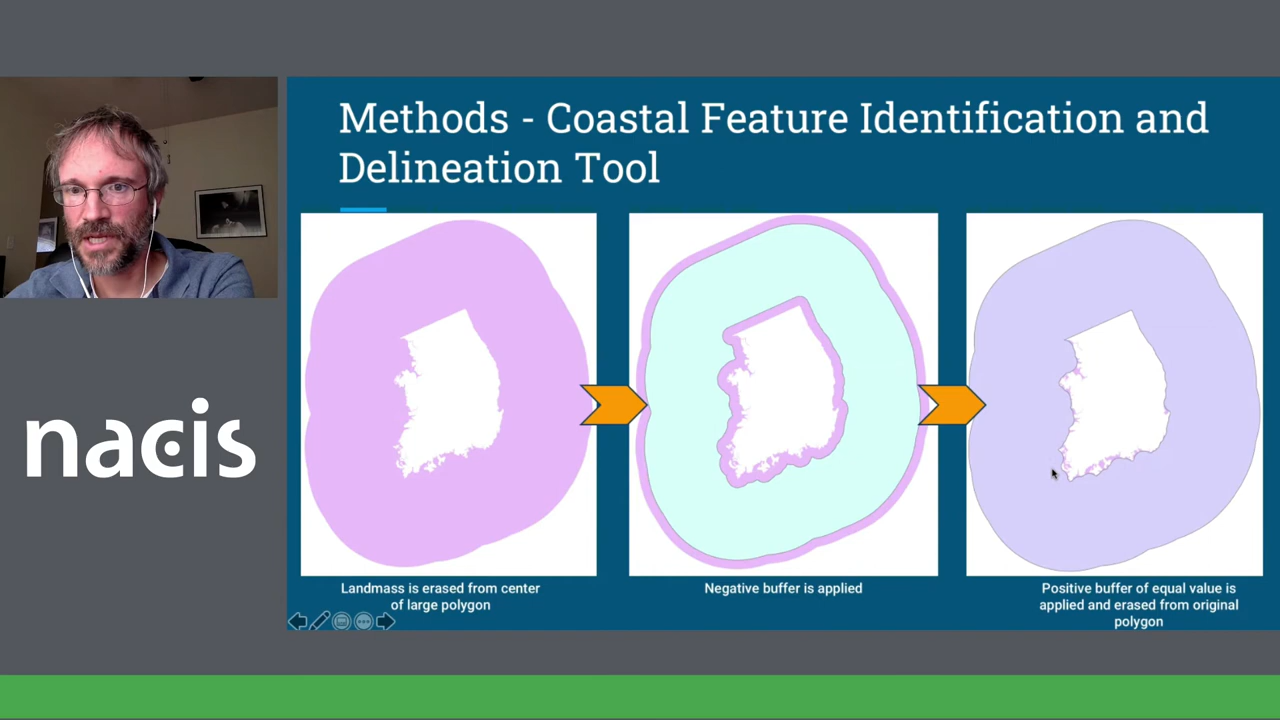 Methods - Coastal Feature Identification and
Delineation Tool
Landmass is erased from center
of large polygon
Negative buffer is applied
Positive buffer of equal value is
applied and erased from original
polygon
nacis